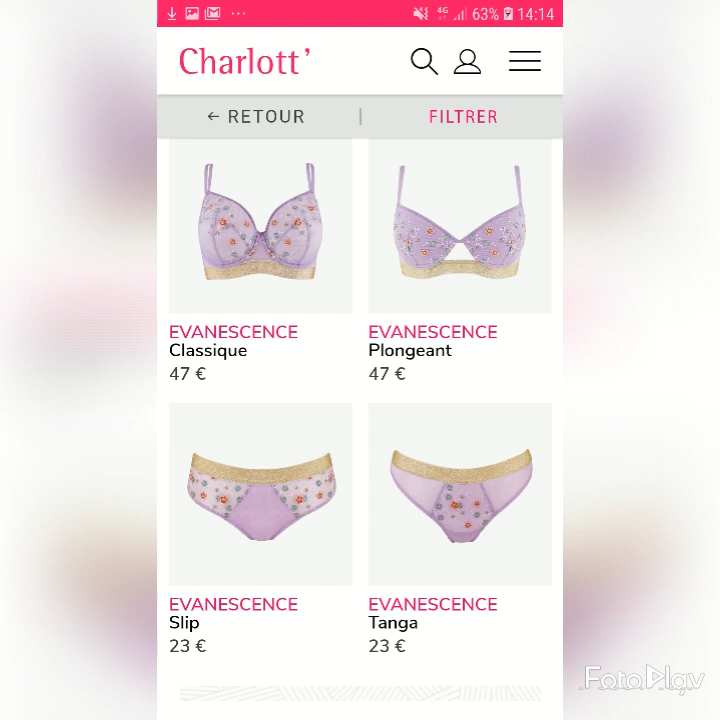 4G 63% 14:14
Charlott'
← RETOUR | FILTRER
EVANESCENCE
Classique
47 €
EVANESCENCE
Plongeant
47 €
EVANESCENCE
Slip
23 €
EVANESCENCE
Tanga
23 €
FotoPlay